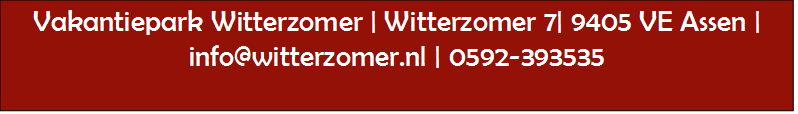 Vakantiepark Witterzomer | Witterzomer 7| 9405 VE Assen |
info@witterzomer.nl | 0592-393535